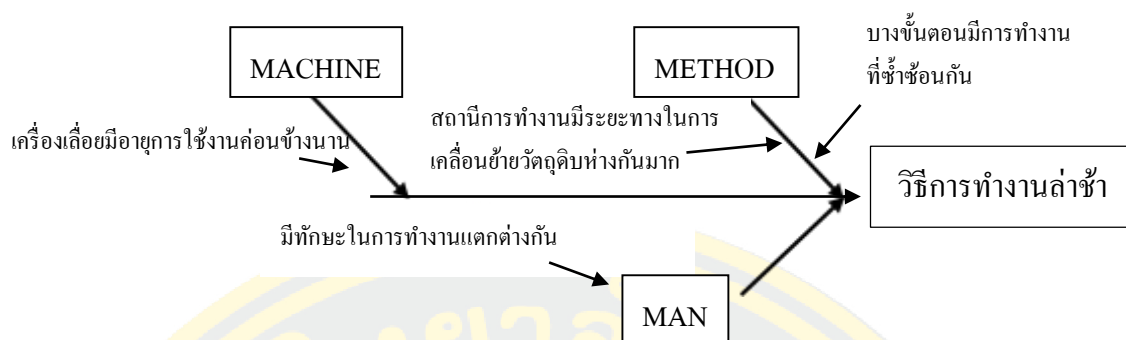 MACHINE
METHOD
บางขั้นตอนมีการทำงาน
ที่ซ้ำซ้อนกัน
สถานีการทำงานมีระยะทางในการ
เคลื่อนย้ายวัตถุดิบห่างกันมาก
เครื่องเลื่อยมีอายุการใช้งานค่อนข้างนาน
วิธีการทำงานล่าช้า
มีทักษะในการทำงานแตกต่างกัน
MAN